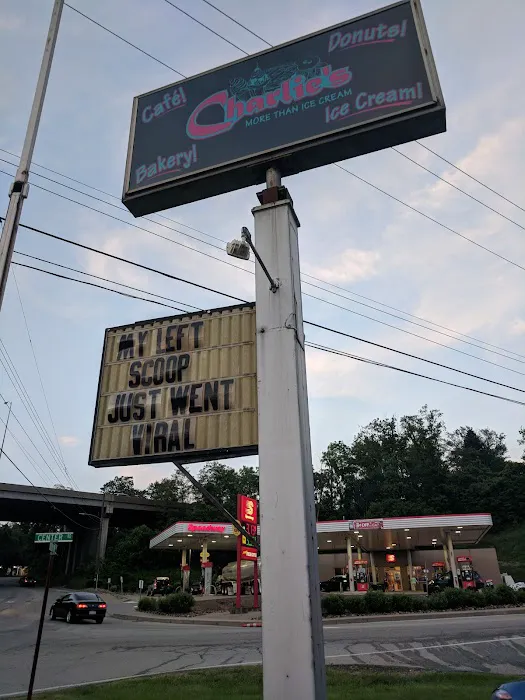 Donuts!
Café!
Charlie's
MORE THAN ICE CREAM
Ice Cream!
Bakery!
MY LEFT
SCOOP
JUST WENT
VIRAL
Speedway
CENTER